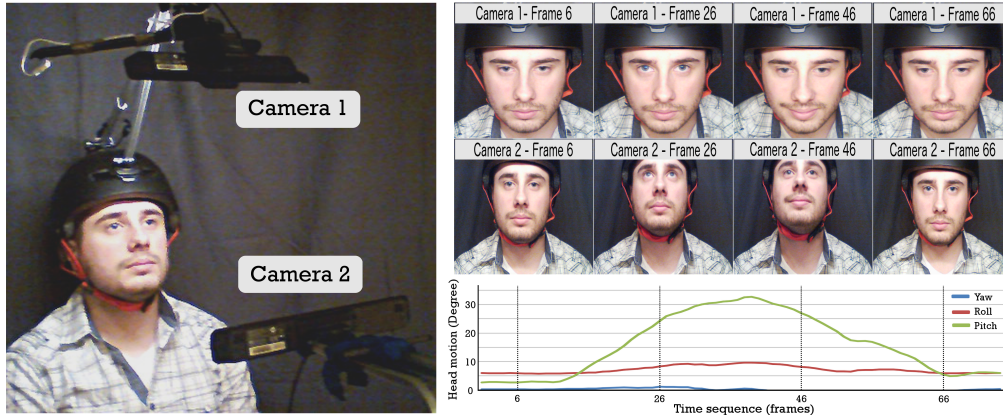 Camera 1
Camera 2
Camera 1- Frame 6
Camera 1 - Frame 26
Camera 1 - Frame 46
Camera 1 - Frame 66
Camera 2 - Frame 6
Camera 2 - Frame 26
Camera 2 - Frame 46
Camera 2 - Frame 66
Head motion (Degree)
30
20
10
0
Yaw
Roll
Pitch
6
26
46
66
Time sequence (frames)